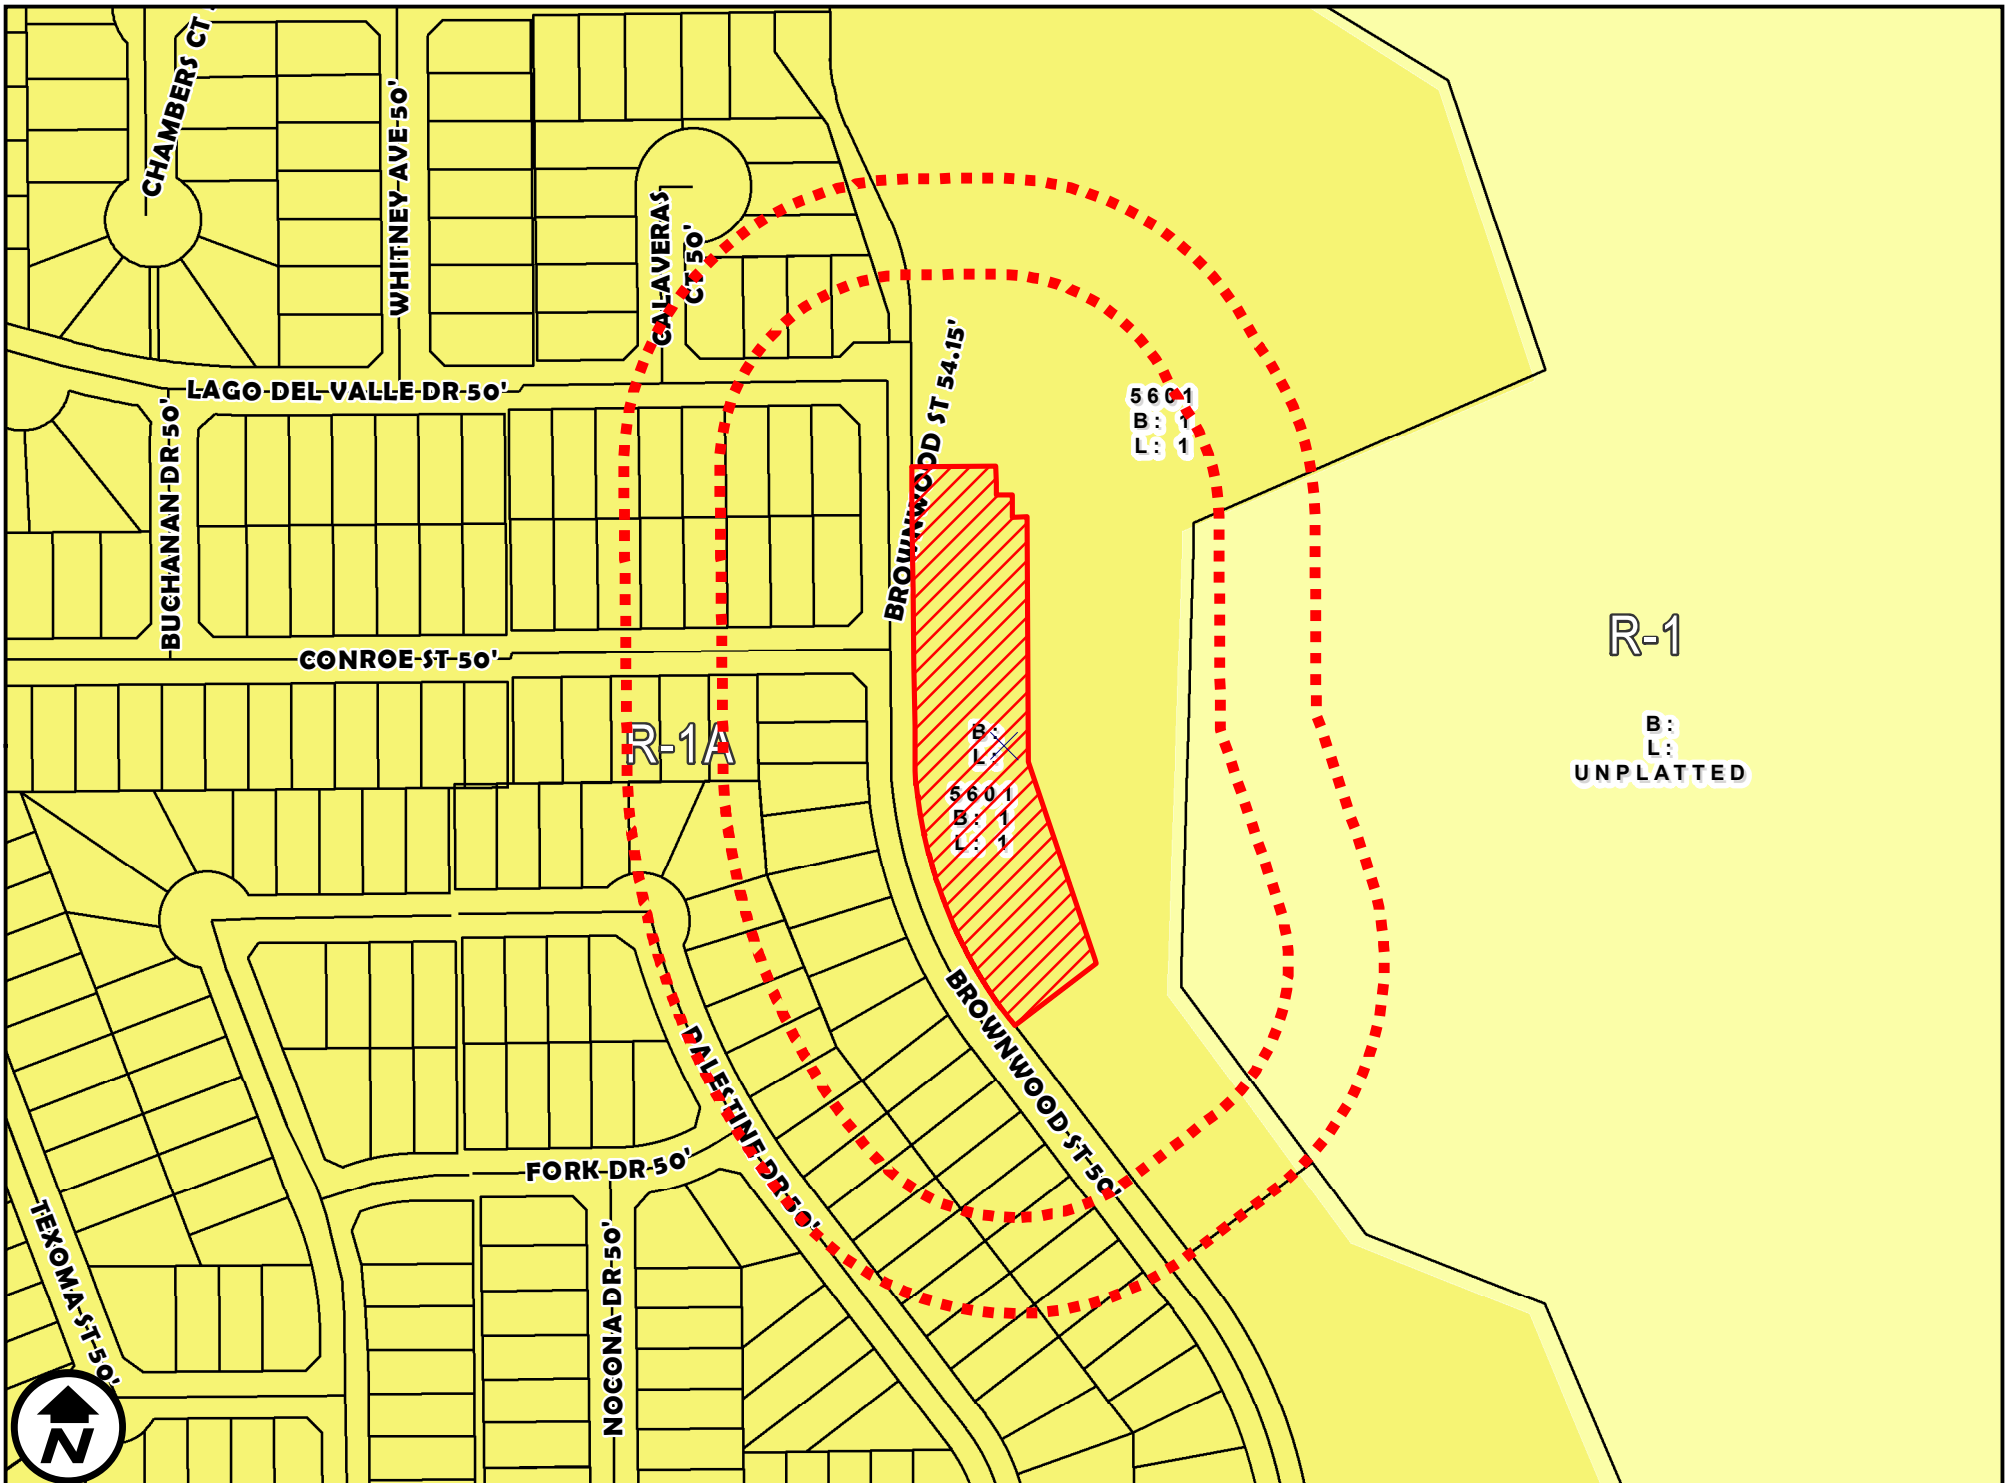 CHAMBERS CT
WHITNEY AVE 50'
CALAVERAS
CT 50'
LAGO DEL VALLE DR 50'
BROWNWOOD ST 54.15'
5601
B: 1
L: 1
BUCHANAN DR 50'
CONROE ST 50'
R-1
R-1A
B:
L:
UNPLATTED
B:
L:
5601
B: 1
L: 1
BROWNWOOD ST 50'
PALESTINE DR 50'
FORK DR 50'
TEXOMA ST 50'
NOCONA DR 50'
N